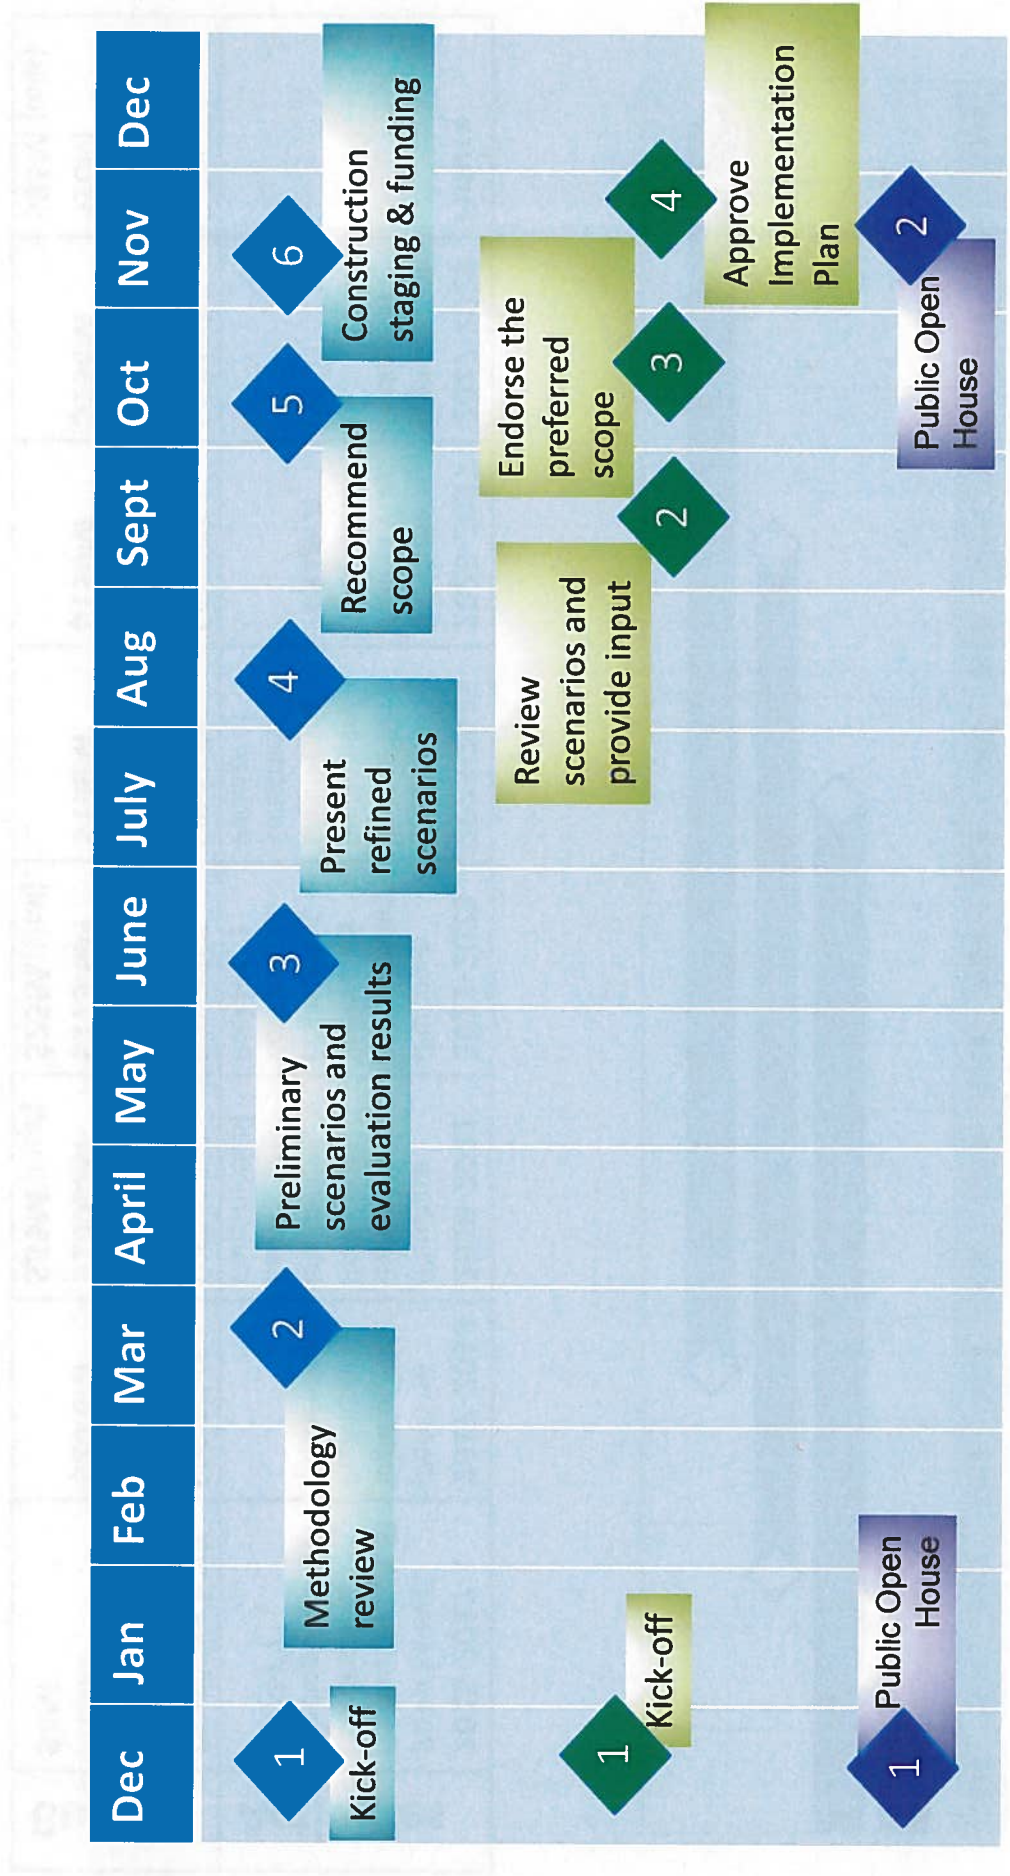 Dec
Jan
Feb
Mar
April
May
June
July
Aug
Sept
Oct
Nov
Dec
1
Kick-off
2
Methodology
review
3
Preliminary
scenarios and
evaluation results
4
Present
refined
scenarios
5
Recommend
scope
6
Construction
staging & funding
1
Kick-off
2
Review
scenarios and
provide input
3
Endorse the
preferred
scope
4
Approve
Implementation
Plan
1
Public Open
House
2
Public Open
House